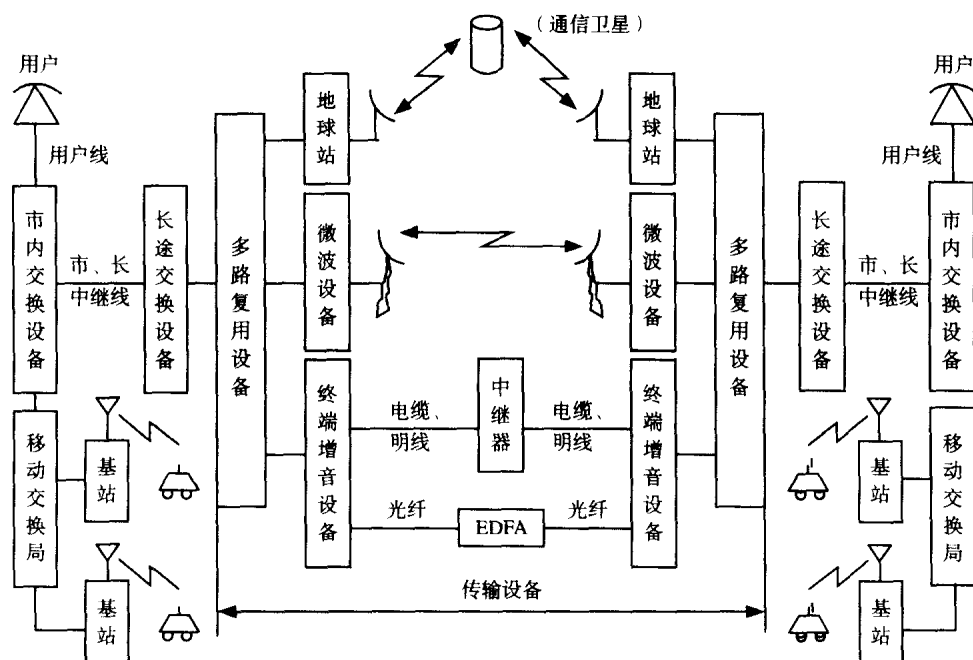 (通信卫星)
用户
用户
用户线
用户线
地球站
地球站
市内交换设备
市、长
中继线
长途交换设备
多路复用设备
微波设备
微波设备
多路复用设备
长途交换设备
市、长
中继线
市内交换设备
终端增音设备
电缆、
明线
中继器
电缆、
明线
终端增音设备
光纤
EDFA
光纤
移动交换局
基站
基站
基站
基站
移动交换局
传输设备